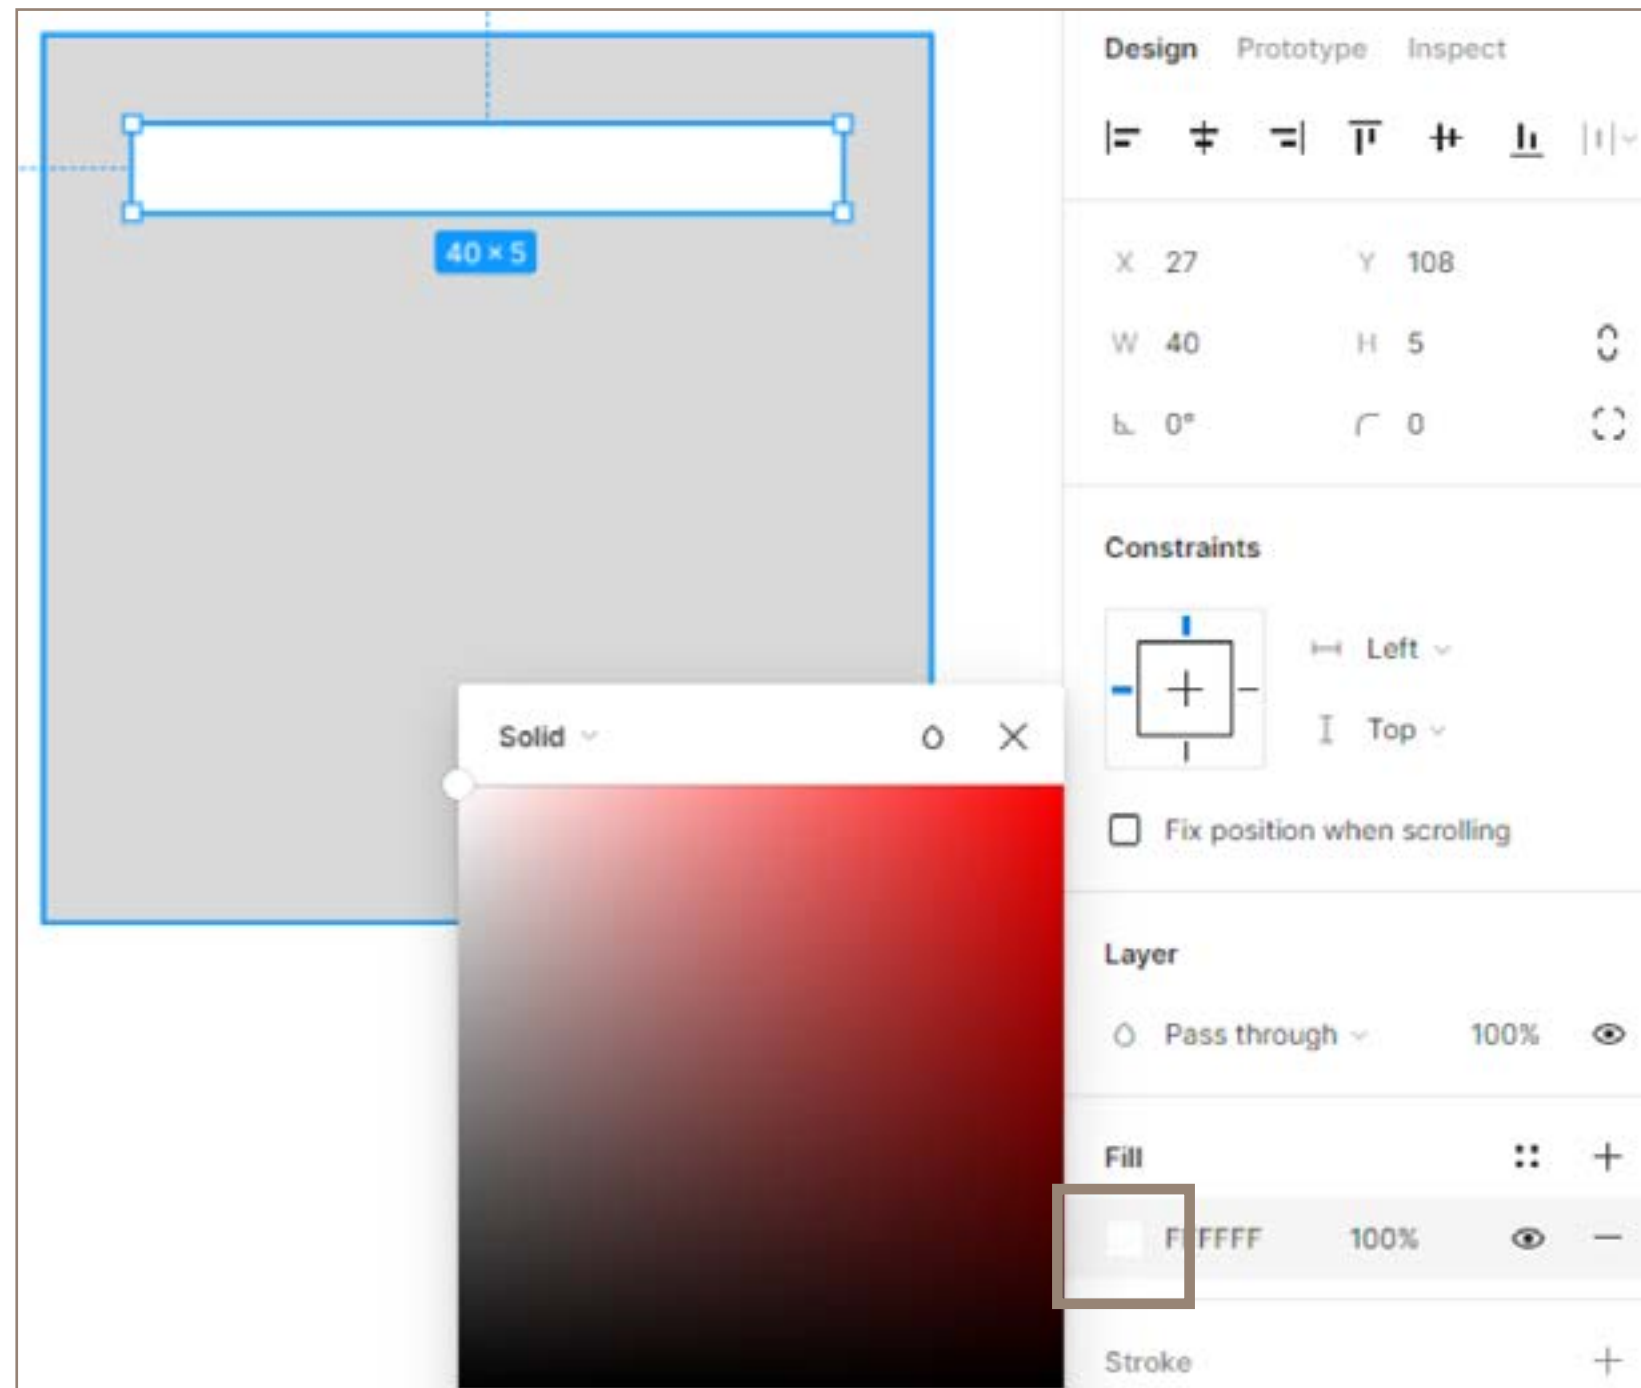 Design Prototype Inspect
40 × 5
X 27 Y 108
W 40 H 5
0° 0
Constraints
Left
Top
Solid
Fix position when scrolling
Layer
Pass through 100%
Fill
FFFFFF 100%
Stroke